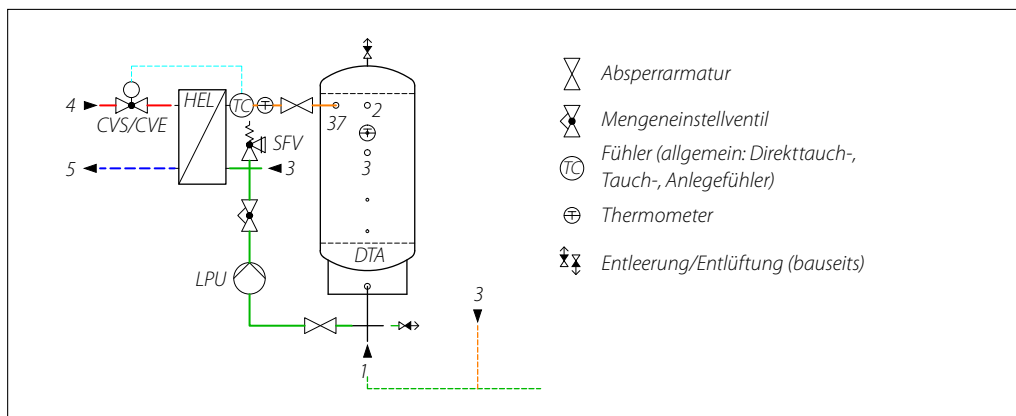 4
CVS/CVE
HEL
TC
37
2
SFV
3
5
3
LPU
DTA
3
1
Absperrarmatur
Mengeneinstellventil
TC
Fühler (allgemein: Direkttauch-,
Tauch-, Anlegefühler)
Thermometer
Entleerung/Entlüftung (bauseits)